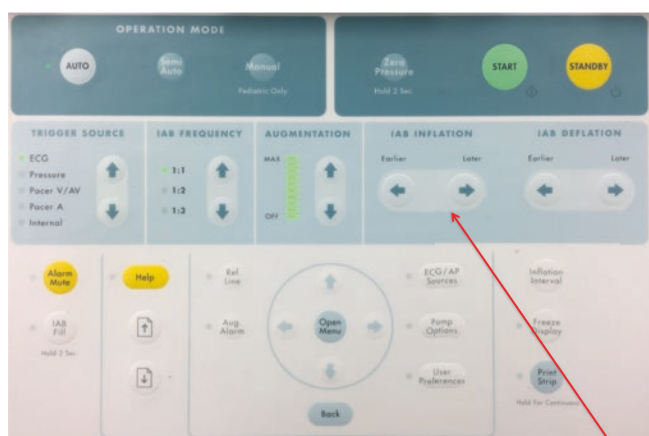 OPERATION MODE
AUTO
Semi
Auto
Manual
Pediatric Only
Zero
Pressure
Hold 2 Sec
START
STANDBY
TRIGGER SOURCE
ECG
Pressure
Pacer V/AV
Pacer A
Internal
IAB FREQUENCY
1:1
1:2
1:3
AUGMENTATION
MAX
OFF
IAB INFLATION
Earlier Later
IAB DEFLATION
Earlier Later
Alarm
Mute
IAB
Fill
Hold 2 Sec
Help
Ref.
Line
Aug.
Alarm
Open
Menu
Back
ECG/AP
Sources
Pump
Options
User
Preferences
Inflation
Interval
Freeze
Display
Print
Strip
Hold For Continuous